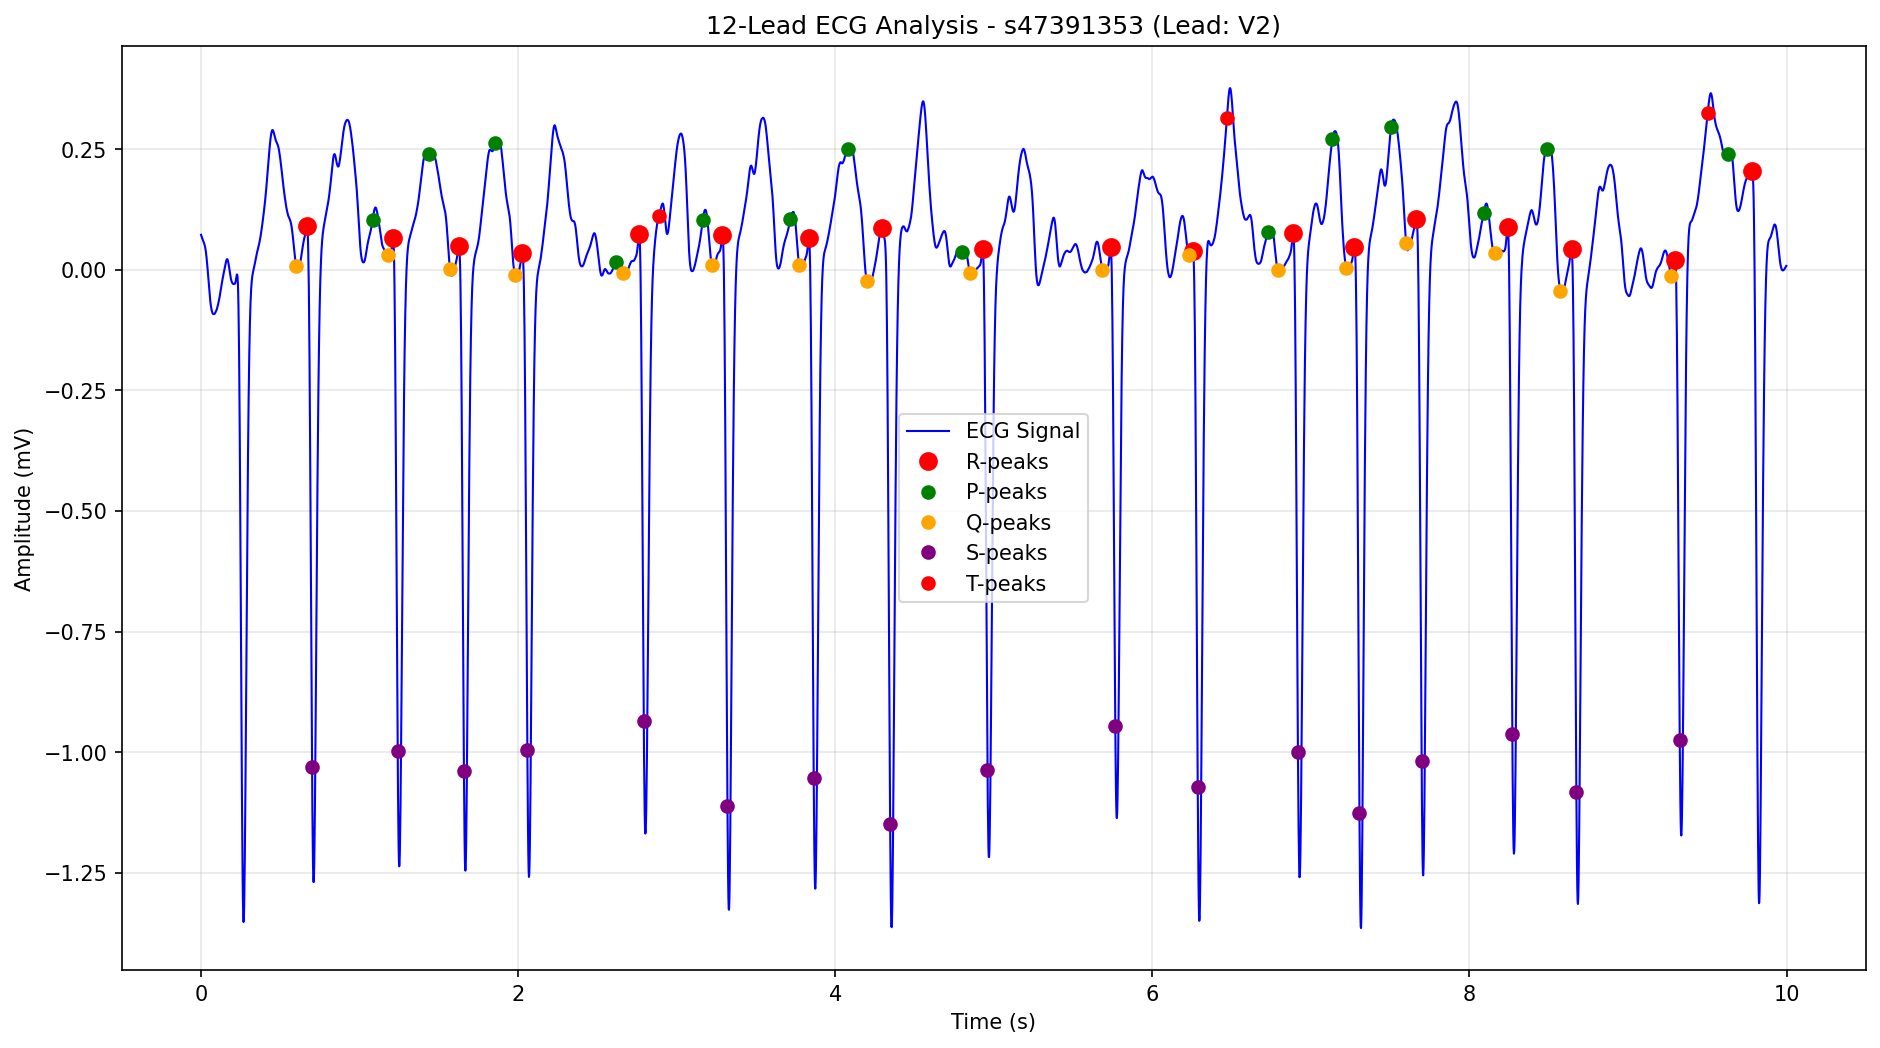 12-Lead ECG Analysis - s47391353 (Lead: V2)
Amplitude (mV)
0.25
0.00
−0.25
−0.50
−0.75
−1.00
−1.25
ECG Signal
R-peaks
P-peaks
Q-peaks
S-peaks
T-peaks
0 2 4 6 8 10
Time (s)